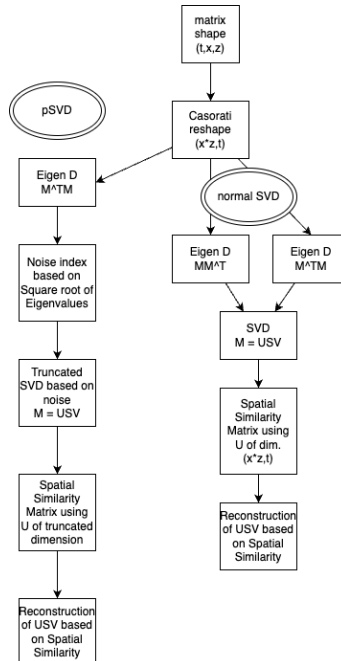 matrix
shape
(t,x,z)
pSVD
Casorati
reshape
(x*z,t)
normal SVD
Eigen D
M^TM
Eigen D
MM^T
Eigen D
M^TM
Noise index
based on
Square root of
Eigenvalues
SVD
M = USV
Truncated
SVD based on
noise
M = USV
Spatial
Similarity
Matrix using
U of dim.
(x*z,t)
Spatial
Similarity
Matrix using
U of truncated
dimension
Reconstruction
of USV based
on Spatial
Similarity
Reconstruction
of USV based
on Spatial
Similarity